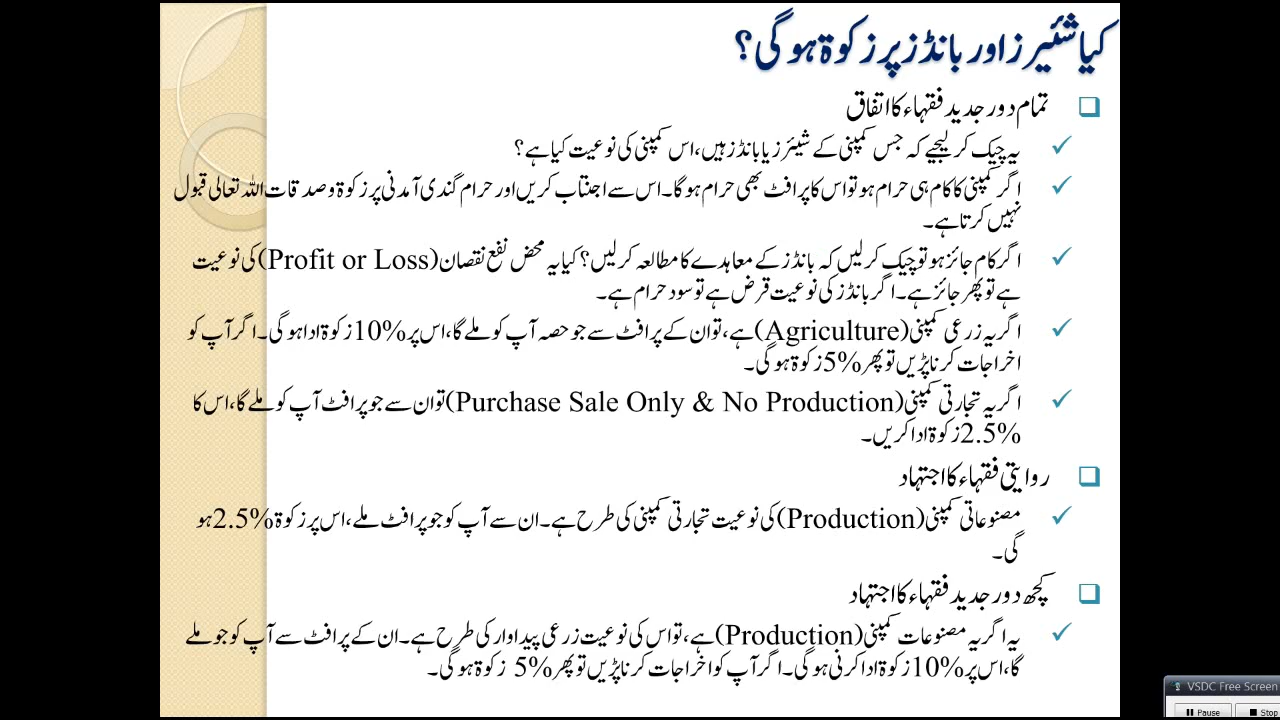 کیا شئیرز اور بانڈز پر زکوۃ ہو گی؟
تمام دور جدید فقہاء کا اتفاق
یہ چیک کر لیجیے کہ جس کمپنی کے شیئرز یا بانڈز ہیں، اس کمپنی کی نوعیت کیا ہے؟
اگر کمپنی کا کام ہی حرام ہو تو اس کا پرافٹ بھی حرام ہو گا۔ اس سے اجتناب کریں اور حرام گندی آمدنی پر زکوۃ و صدقات اللہ تعالی قبول
نہیں کرتا ہے۔
اگر کام جائز ہو تو چیک کر لیں کہ بانڈز کے معاہدے کا مطالعہ کر لیں؟ کیا یہ محض نفع نقصان (Profit or Loss) کی نوعیت
ہے تو پھر جائز ہے۔ اگر بانڈز کی نوعیت قرض ہے تو سود حرام ہے۔
اگر یہ زرعی کمپنی (Agriculture) ہے، تو ان کے پرافٹ سے جو حصہ آپ کو ملے گا، اس پر 10% زکوۃ ادا ہو گی۔ اگر آپ کو
اخراجات کرنا پڑیں تو پھر 5% زکوۃ ہو گی۔
اگر یہ تجارتی کمپنی (Purchase Sale Only & No Production) تو ان سے جو پرافٹ آپ کو ملے گا، اس کا
2.5% زکوۃ ادا کریں۔
روایتی فقہاء کا اجتہاد
مصنوعاتی کمپنی (Production) کی نوعیت تجارتی کمپنی کی طرح ہے۔ ان سے آپ کو جو پرافٹ ملے، اس پر زکوۃ 2.5% ہو
گی۔
کچھ دور جدید فقہاء کا اجتہاد
یہ اگر یہ مصنوعات کمپنی (Production) ہے، تو اس کی نوعیت زرعی پیداوار کی طرح ہے۔ ان کے پرافٹ سے آپ کو جو ملے
گا، اس پر 10% زکوۃ ادا کرنی ہو گی۔ اگر آپ کو اخراجات کرنا پڑیں تو پھر 5% زکوۃ ہو گی۔
VSDC Free Screen
Pause
Stop